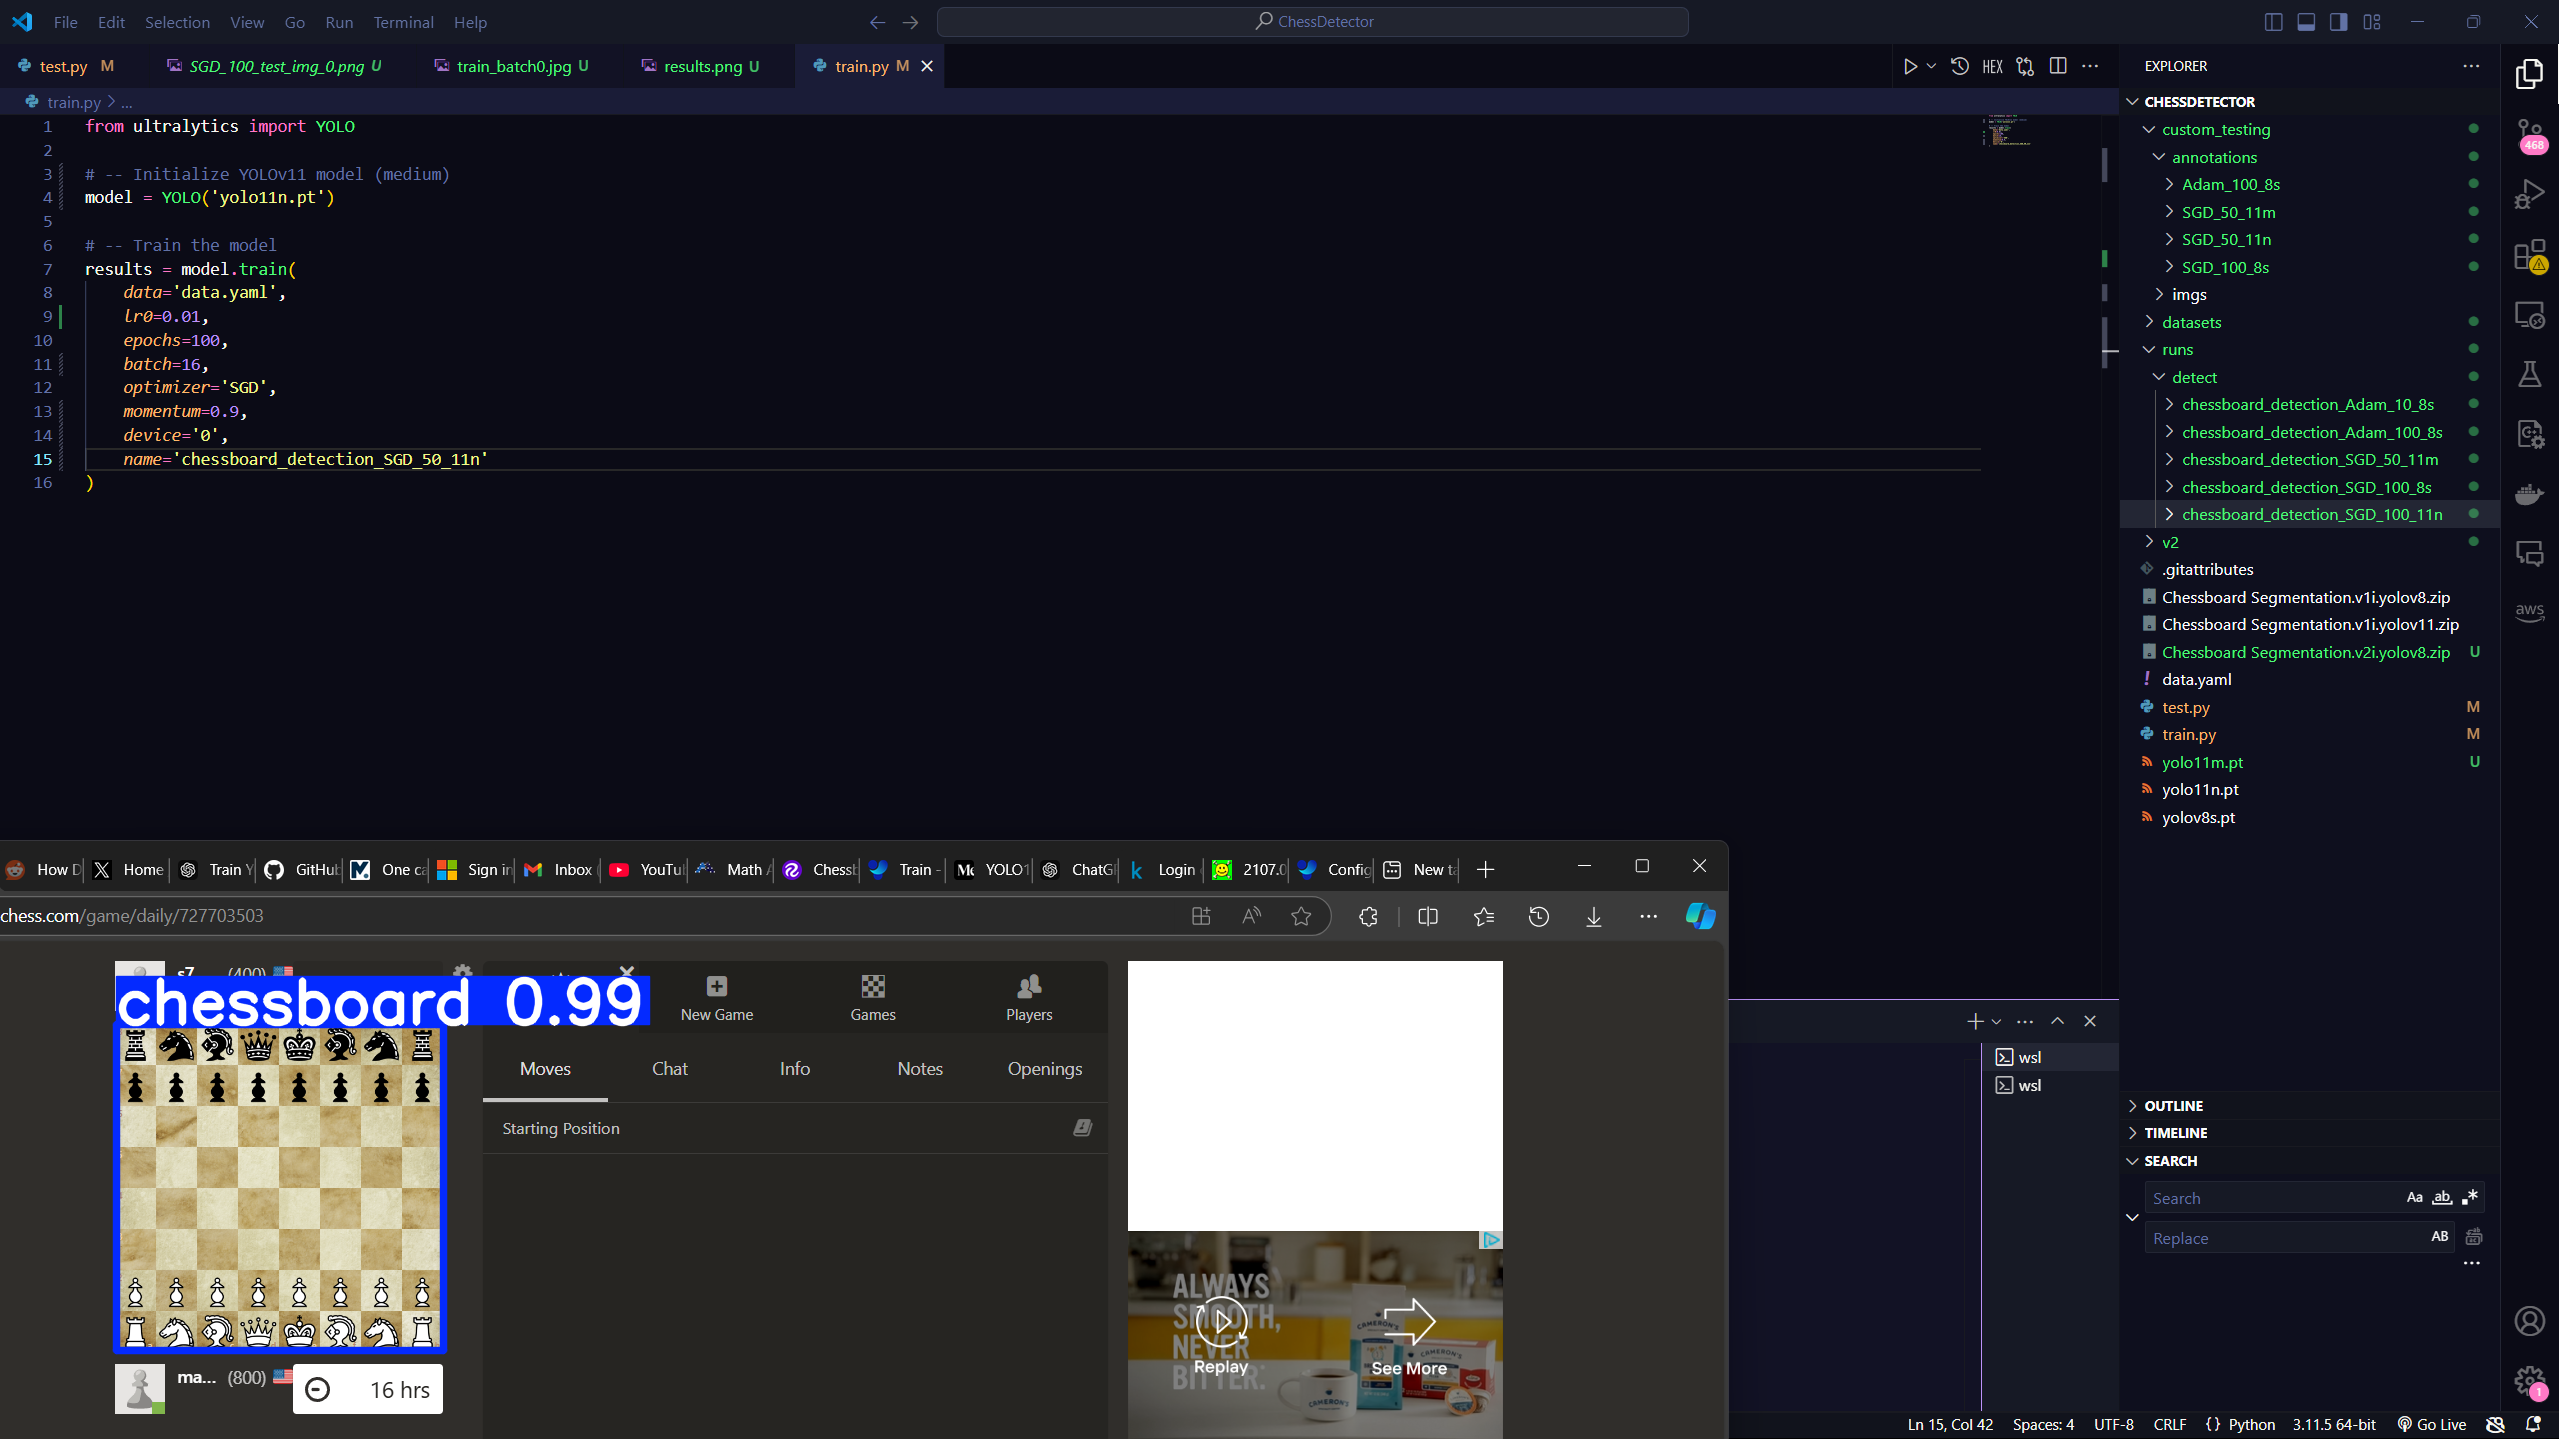 File Edit Selection View Go Run Terminal Help
ChessDetector
test.py M
SGD_100_test_img_0.png U
train_batch0.jpg U
results.png U
train.py M
HEX
train.py > ...
1 from ultralytics import YOLO
2
3 # -- Initialize YOLOv11 model (medium)
4 model = YOLO('yolo11n.pt')
5
6 # -- Train the model
7 results = model.train(
8 data='data.yaml',
9 lr0=0.01,
10 epochs=100,
11 batch=16,
12 optimizer='SGD',
13 momentum=0.9,
14 device='0',
15 name='chessboard_detection_SGD_50_11n'
16 )
EXPLORER
CHESSDETECTOR
custom_testing
annotations
Adam_100_8s
SGD_50_11m
SGD_50_11n
SGD_100_8s
imgs
datasets
runs
detect
chessboard_detection_Adam_10_8s
chessboard_detection_Adam_100_8s
chessboard_detection_SGD_50_11m
chessboard_detection_SGD_100_8s
chessboard_detection_SGD_100_11n
v2
.gitattributes
Chessboard Segmentation.v1i.yolov8.zip
Chessboard Segmentation.v1i.yolov11.zip
Chessboard Segmentation.v2i.yolov8.zip U
data.yaml
test.py M
train.py M
yolo11m.pt U
yolo11n.pt
yolov8s.pt
468
aws
How D
Home
Train Y
GitHub
One ca
Sign in
Inbox
YouTu
Math A
Chessb
Train -
YOLO1
ChatG
Login
2107.0
Config
New ta
chess.com/game/daily/727703503
s7... (400)
chessboard 0.99
New Game
Games
Players
Moves
Chat
Info
Notes
Openings
Starting Position
ma... (800)
16 hrs
ALWAYS
SMOOTH,
NEVER
BITTER.
Replay
See More
CAMERON'S
CAMERON'S
CAMERON'S
wsl
wsl
OUTLINE
TIMELINE
SEARCH
Search
Aa ab
Replace
AB
1
Ln 15, Col 42
Spaces: 4
UTF-8
CRLF
{} Python
3.11.5 64-bit
Go Live